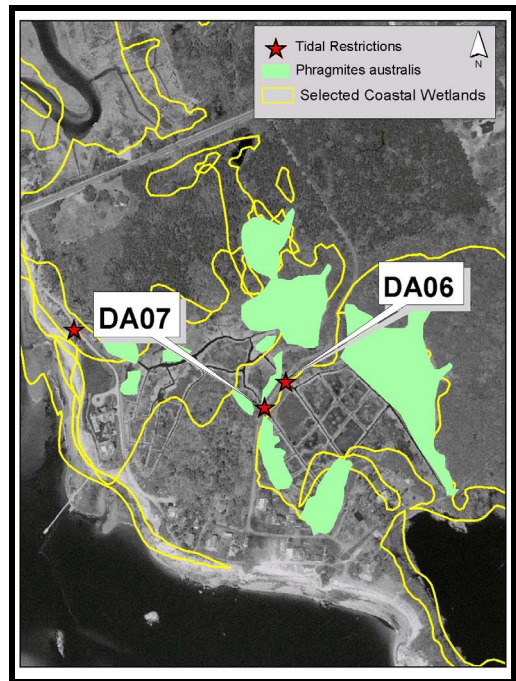 Tidal Restrictions
Phragmites australis
Selected Coastal Wetlands
N
DA06
DA07